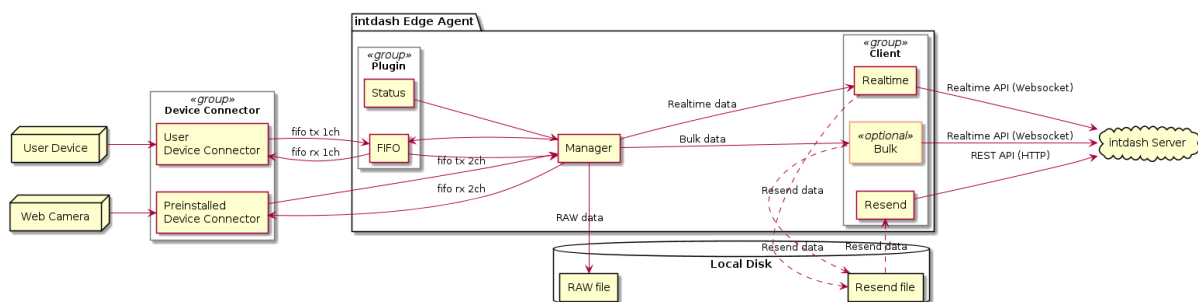 intdash Edge Agent
«group»
Plugin
Status
FIFO
«group»
Device Connector
User
Device Connector
Preinstalled
Device Connector
User Device
Web Camera
fifo tx 1ch
fifo rx 1ch
fifo tx 2ch
fifo rx 2ch
Manager
Realtime data
Bulk data
RAW data
«group»
Client
Realtime
«optional»
Bulk
Resend
Realtime API (Websocket)
Realtime API (Websocket)
REST API (HTTP)
intdash Server
Resend data
Resend data
Resend data
Local Disk
RAW file
Resend file